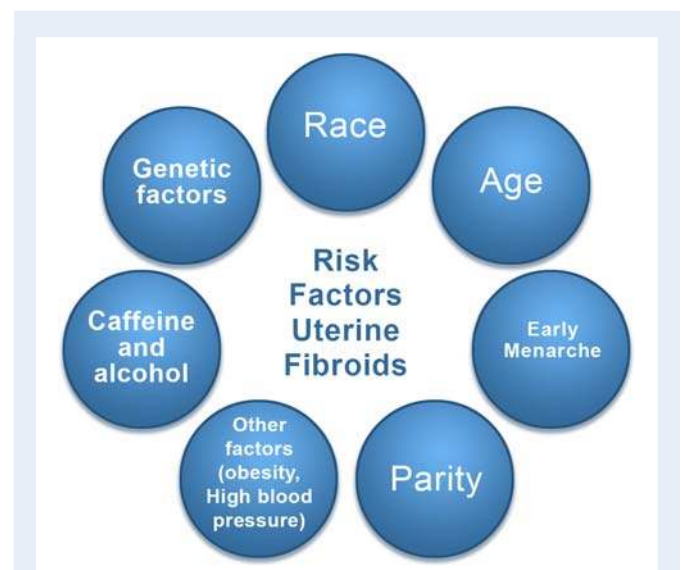 Race
Age
Early
Menarche
Parity
Other
factors
(obesity,
High blood
pressure)
Caffeine
and
alcohol
Genetic
factors
Risk
Factors
Uterine
Fibroids